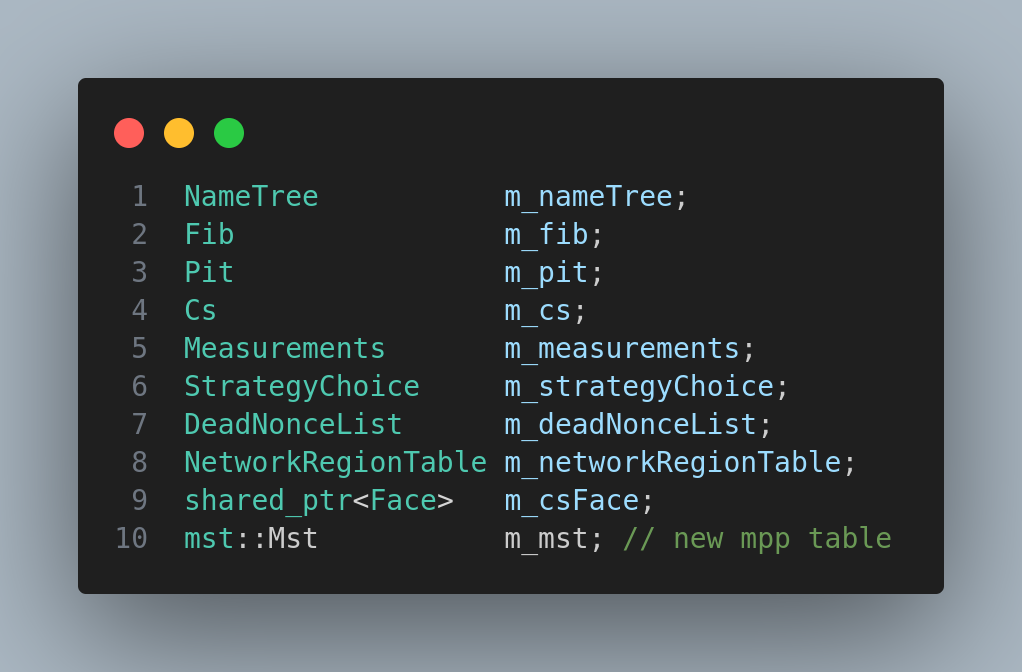 1 NameTree m_nameTree;
2 Fib m_fib;
3 Pit m_pit;
4 Cs m_cs;
5 Measurements m_measurements;
6 StrategyChoice m_strategyChoice;
7 DeadNonceList m_deadNonceList;
8 NetworkRegionTable m_networkRegionTable;
9 shared_ptr<Face> m_csFace;
10 mst::Mst m_mst; // new mpp table